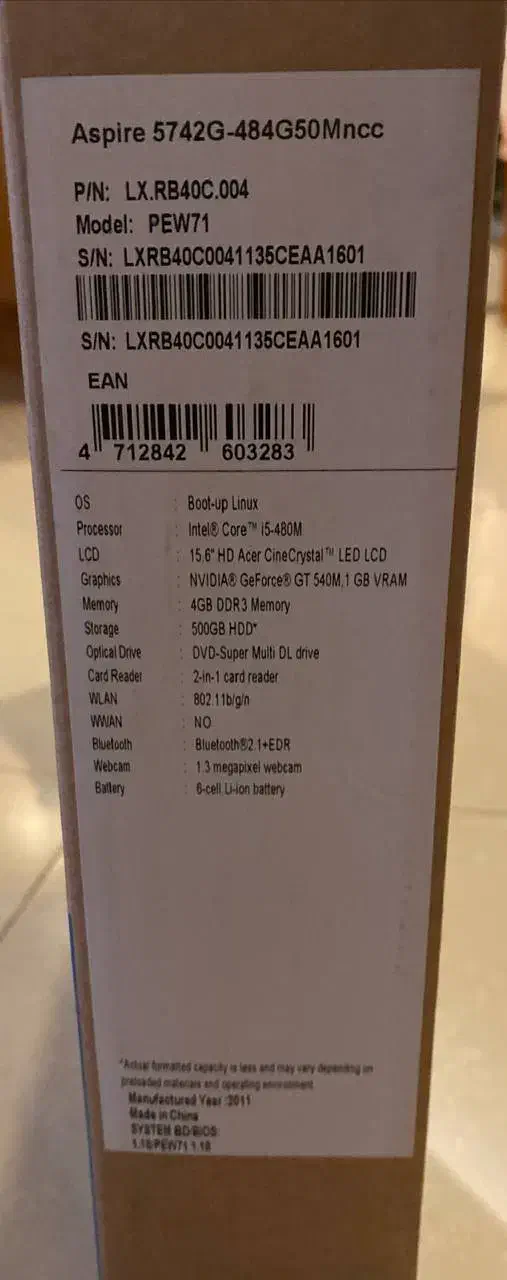 Aspire 5742G-484G50Mncc
P/N: LX.RB40C.004
Model: PEW71
S/N: LXRB40C0041135CEAA1601
S/N: LXRB40C0041135CEAA1601
EAN
4 712842 603283
OS : Boot-up Linux
Processor : Intel® Core™ i5-480M
LCD : 15.6" HD Acer CineCrystal™ LED LCD
Graphics : NVIDIA® GeForce® GT 540M,1 GB VRAM
Memory : 4GB DDR3 Memory
Storage : 500GB HDD*
Optical Drive : DVD-Super Multi DL drive
Card Reader : 2-in-1 card reader
WLAN : 802.11b/g/n
WWAN : NO
Bluetooth : Bluetooth®2.1+EDR
Webcam : 1.3 megapixel webcam
Battery : 6-cell Li-ion battery
*Actual formatted capacity is less and may vary depending on
preloaded materials and operating environment.
Manufactured Year :2011
Made in China
SYSTEM BD/BIOS:
1.18/PEW71 1.18